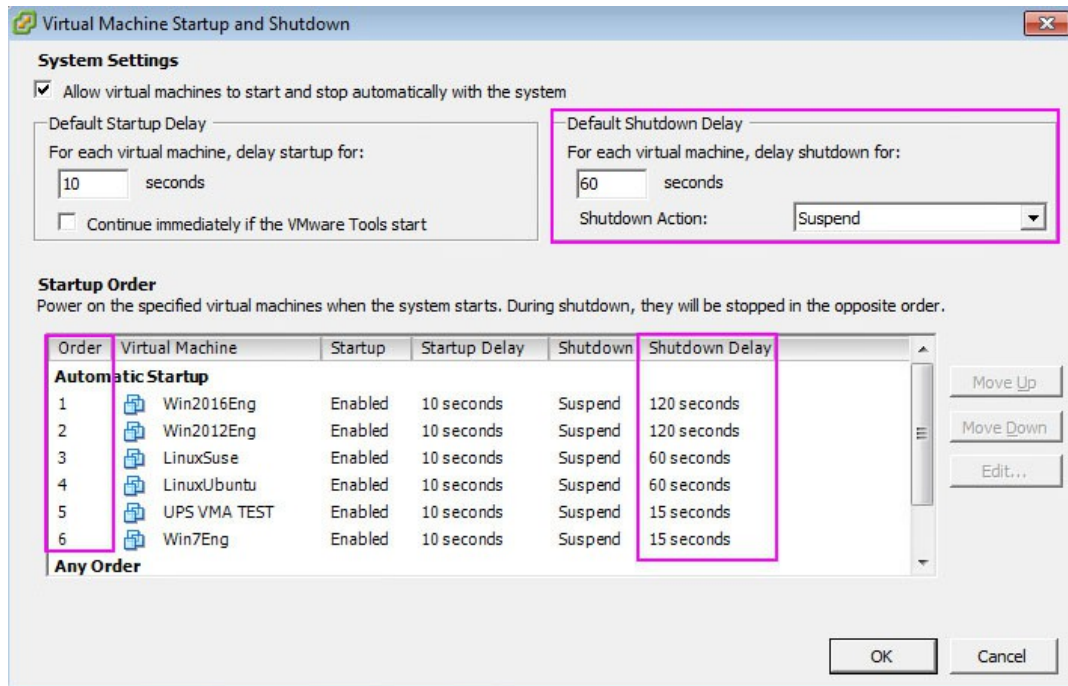 Virtual Machine Startup and Shutdown
System Settings
Allow virtual machines to start and stop automatically with the system
Default Startup Delay
For each virtual machine, delay startup for:
10 seconds
Continue immediately if the VMware Tools start
Default Shutdown Delay
For each virtual machine, delay shutdown for:
60 seconds
Shutdown Action: Suspend
Startup Order
Power on the specified virtual machines when the system starts. During shutdown, they will be stopped in the opposite order.
Order Virtual Machine Startup Startup Delay Shutdown Shutdown Delay
Automatic Startup
1 Win2016Eng Enabled 10 seconds Suspend 120 seconds
2 Win2012Eng Enabled 10 seconds Suspend 120 seconds
3 LinuxSuse Enabled 10 seconds Suspend 60 seconds
4 LinuxUbuntu Enabled 10 seconds Suspend 60 seconds
5 UPS VMA TEST Enabled 10 seconds Suspend 15 seconds
6 Win7Eng Enabled 10 seconds Suspend 15 seconds
Any Order
Move Up
Move Down
Edit...
OK Cancel